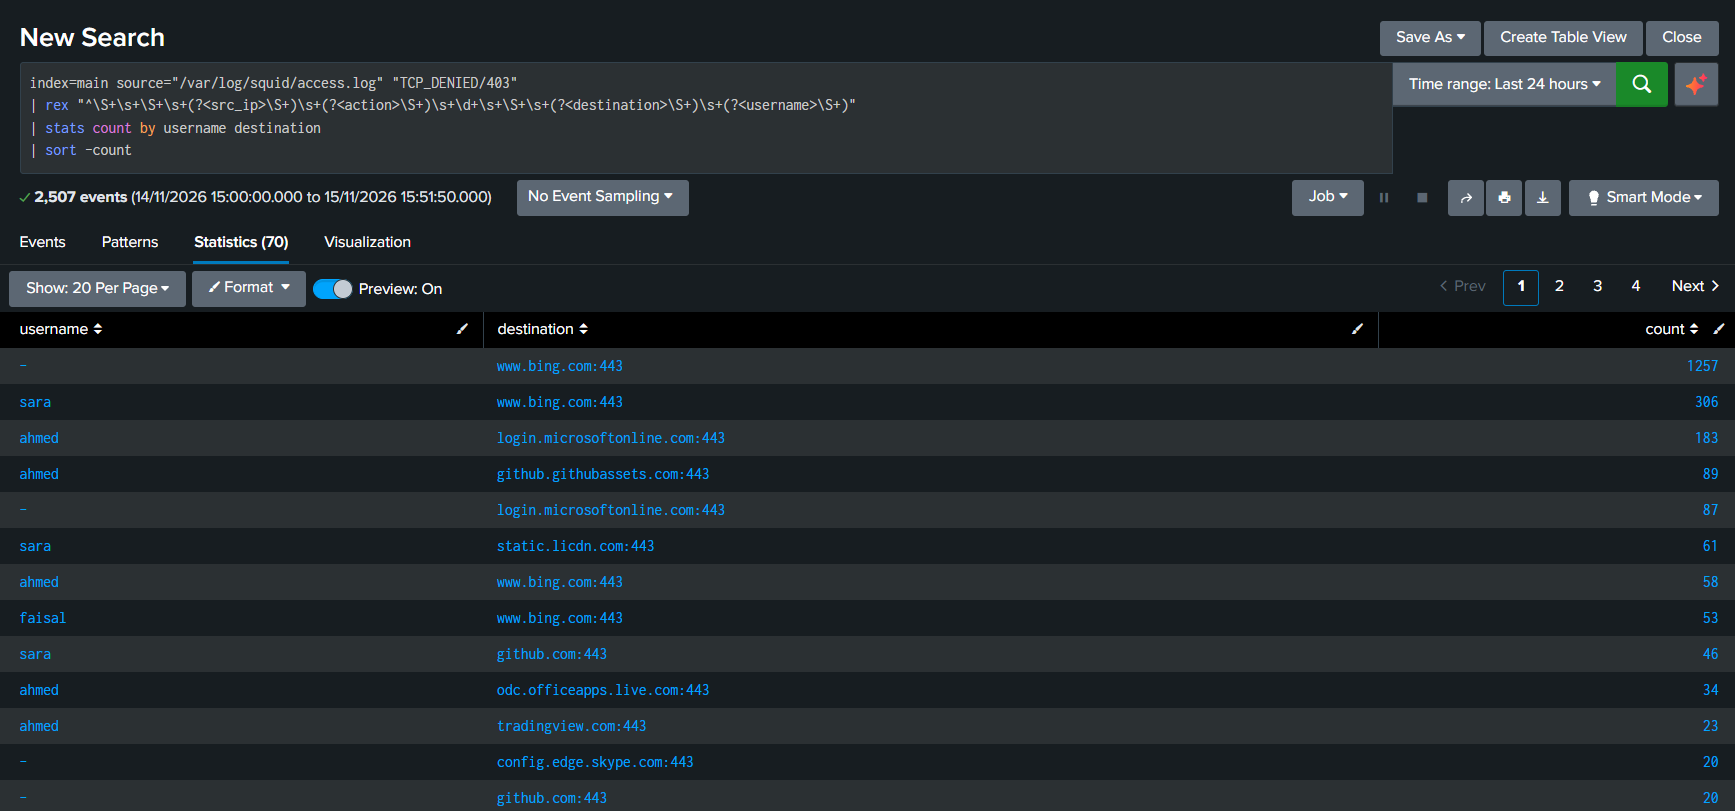 New Search
Save As
Create Table View
Close
index=main source="/var/log/squid/access.log" "TCP_DENIED/403"
| rex "^\S+\s+\S+\s+(?<src_ip>\S+)\s+(?<action>\S+)\s+\d+\s+\S+\s+(?<destination>\S+)\s+(?<username>\S+)"
| stats count by username destination
| sort -count
Time range: Last 24 hours
2,507 events (14/11/2026 15:00:00.000 to 15/11/2026 15:51:50.000)
No Event Sampling
Job
Smart Mode
Events
Patterns
Statistics (70)
Visualization
Show: 20 Per Page
Format
Preview: On
< Prev 1 2 3 4 Next >
username destination count
- www.bing.com:443 1257
sara www.bing.com:443 306
ahmed login.microsoftonline.com:443 183
ahmed github.githubassets.com:443 89
- login.microsoftonline.com:443 87
sara static.licdn.com:443 61
ahmed www.bing.com:443 58
faisal www.bing.com:443 53
sara github.com:443 46
ahmed odc.officeapps.live.com:443 34
ahmed tradingview.com:443 23
- config.edge.skype.com:443 20
- github.com:443 20